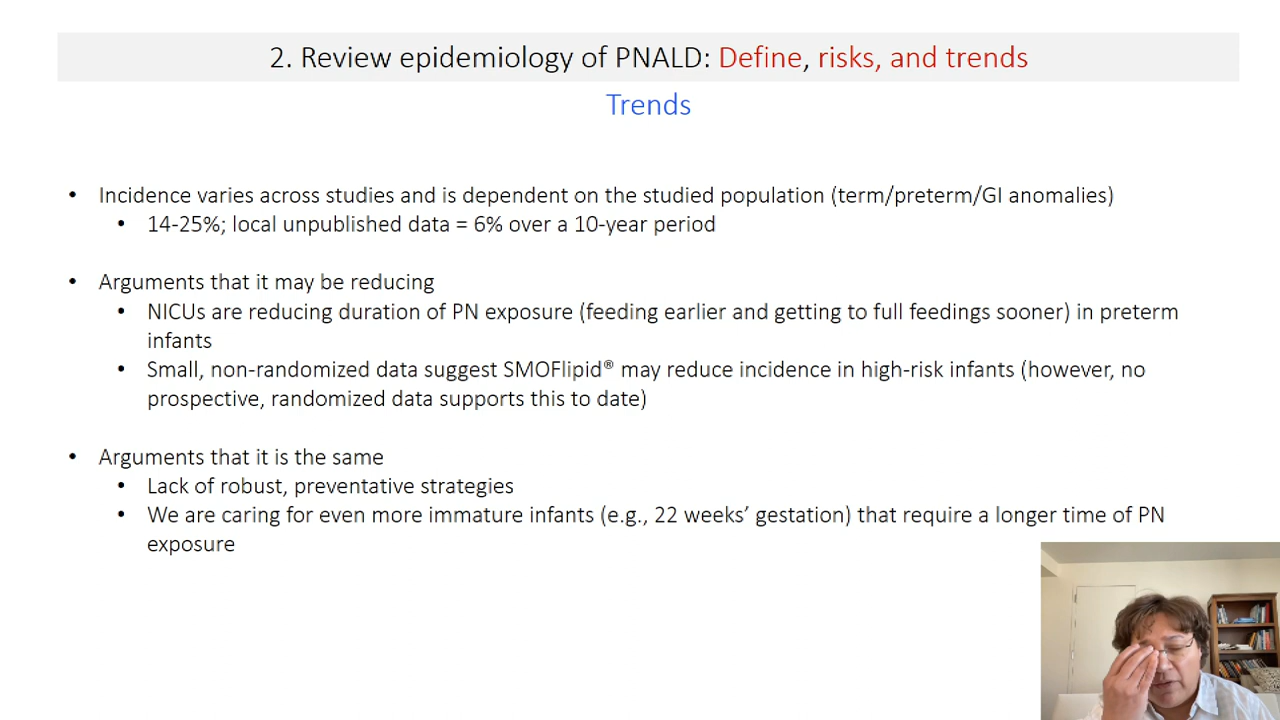 2. Review epidemiology of PNALD: Define, risks, and trends
Trends
• Incidence varies across studies and is dependent on the studied population (term/preterm/GI anomalies)
• 14-25%; local unpublished data = 6% over a 10-year period
• Arguments that it may be reducing
• NICUs are reducing duration of PN exposure (feeding earlier and getting to full feedings sooner) in preterm
infants
• Small, non-randomized data suggest SMOFlipid® may reduce incidence in high-risk infants (however, no
prospective, randomized data supports this to date)
• Arguments that it is the same
• Lack of robust, preventative strategies
• We are caring for even more immature infants (e.g., 22 weeks’ gestation) that require a longer time of PN
exposure